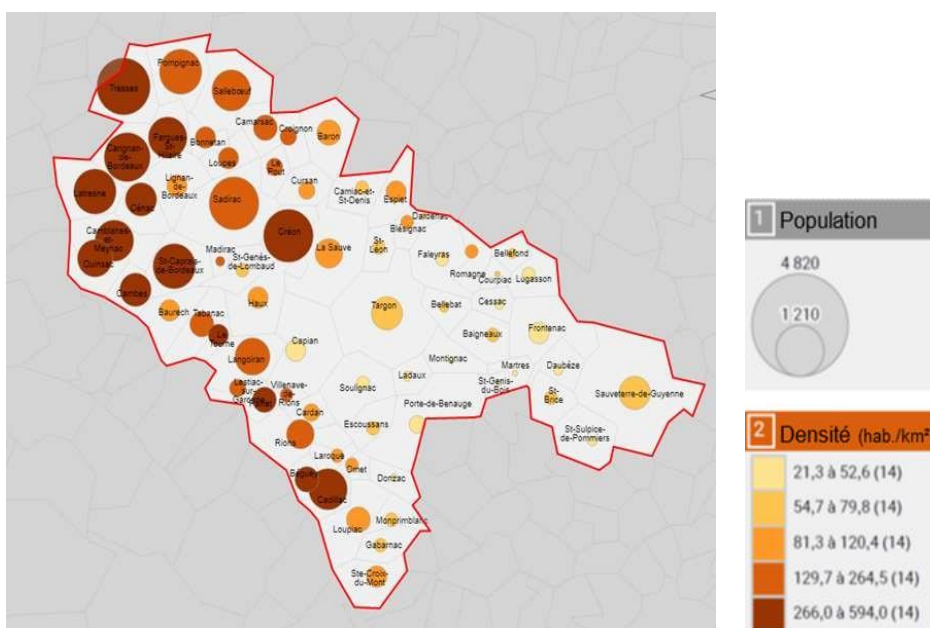 Pompignac
Tresses
Sallebœuf
Camarsac
Croignon
Baron
Fargues-
St-
Hilaire
Bonnetan
Carignan-
de-
Bordeaux
Loupes
Le
Pout
Lignan-
de-
Bordeaux
Cursan
Camiac-et-
St-Denis
Espiet
Latresne
Cénac
Sadirac
Dardenac
Blésignac
Camblanes-
et-
Meynac
Créon
La Sauve
St-
Léon
Faleyras
Bellefond
Quinsac
St-Caprais-
de-Bordeaux
Madirac
St-Genès-
de-Lombaud
Romagne
Courpiac
Lugasson
Cambes
Baurech
Tabanac
Haux
Targon
Bellebat
Cessac
Le
Tourne
Capian
Baigneaux
Frontenac
Langoiran
Montignac
Martres
Daubèze
Lestiac-
sur-
Garonne
Villenave-
de-
Rions
Soulignac
Ladaux
St-Genis-
du-Bois
St-
Brice
Sauveterre-de-Guyenne
Cardan
Porte-de-Benauge
Escoussans
St-Sulpice-
de-Pommiers
Rions
Laroque
Omet
Béguey
Donzac
Cadillac
Loupiac
Monprimblanc
Gabarnac
Ste-Croix-
du-Mont
1 Population
4 820
1 210
2 Densité (hab./km²
21,3 à 52,6 (14)
54,7 à 79,8 (14)
81,3 à 120,4 (14)
129,7 à 264,5 (14)
266,0 à 594,0 (14)